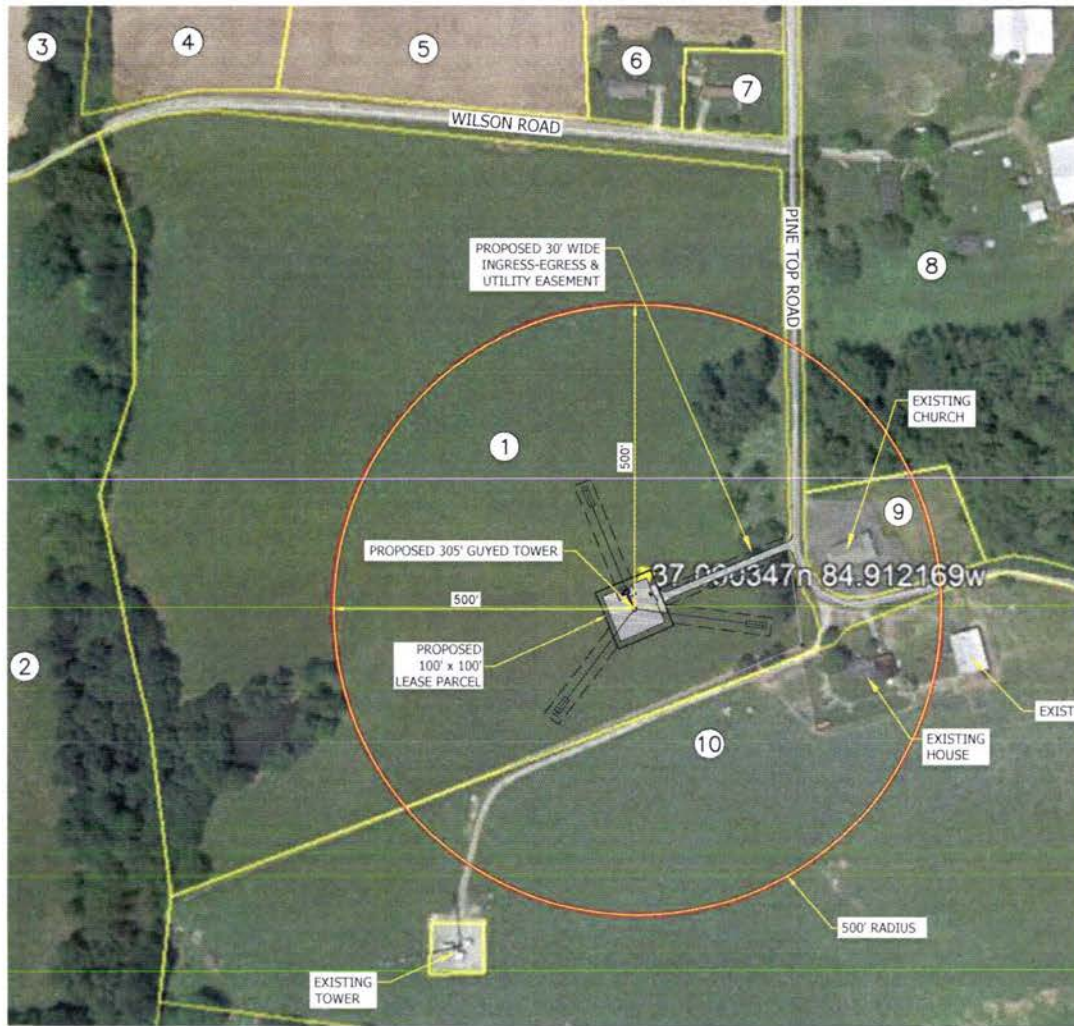 3
4
5
6
7
WILSON ROAD
PINE TOP ROAD
PROPOSED 30' WIDE
INGRESS-EGRESS &
UTILITY EASEMENT
8
EXISTING
CHURCH
1
500'
9
PROPOSED 305' GUYED TOWER
84.912169w
500'
PROPOSED
100' x 100'
LEASE PARCEL
2
EXIST
10
EXISTING
HOUSE
500' RADIUS
EXISTING
TOWER